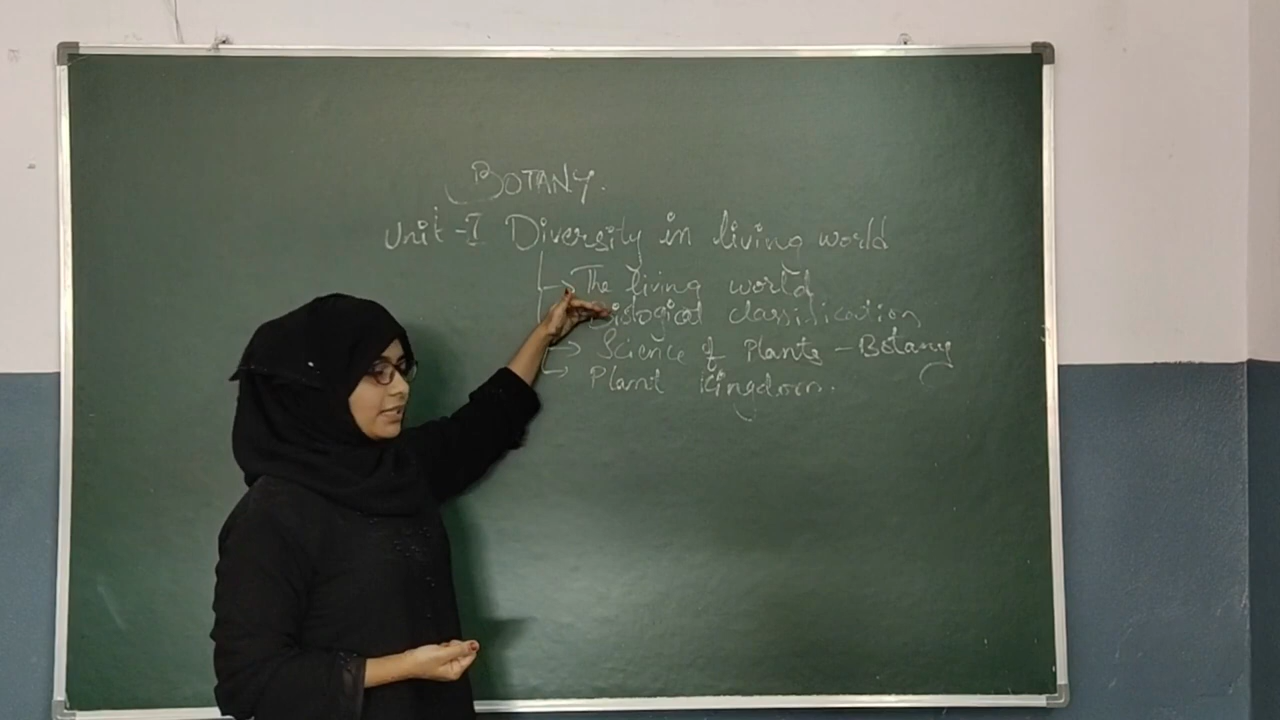 BOTANY.
Unit-I Diversity in living world
The living world
Biological classification
Science of Plants - Botany
Plant Kingdom.